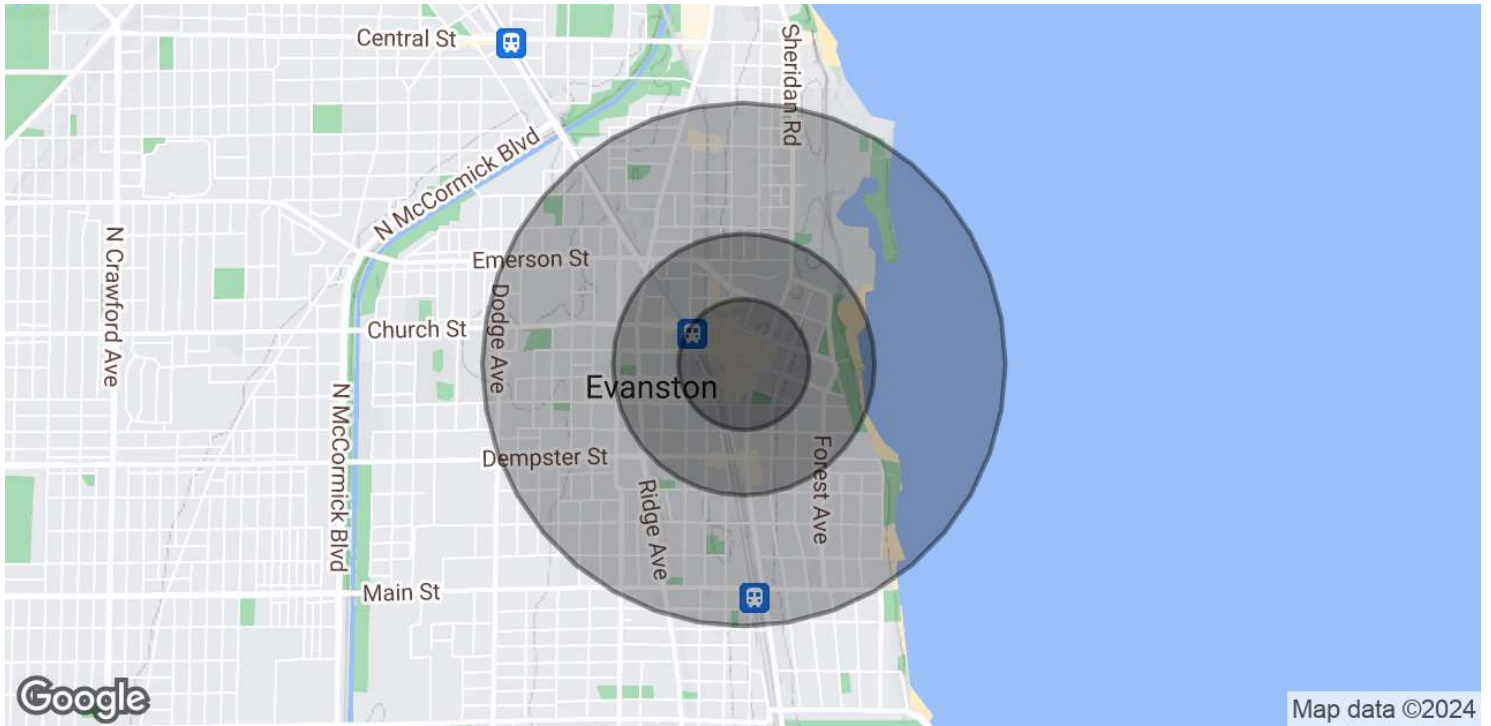 Central St
Sheridan Rd
N McCormick Blvd
N Crawford Ave
Emerson St
Dodge Ave
Church St
Evanston
N McCormick Blvd
Dempster St
Forest Ave
Ridge Ave
Main St
Google
Map data ©2024